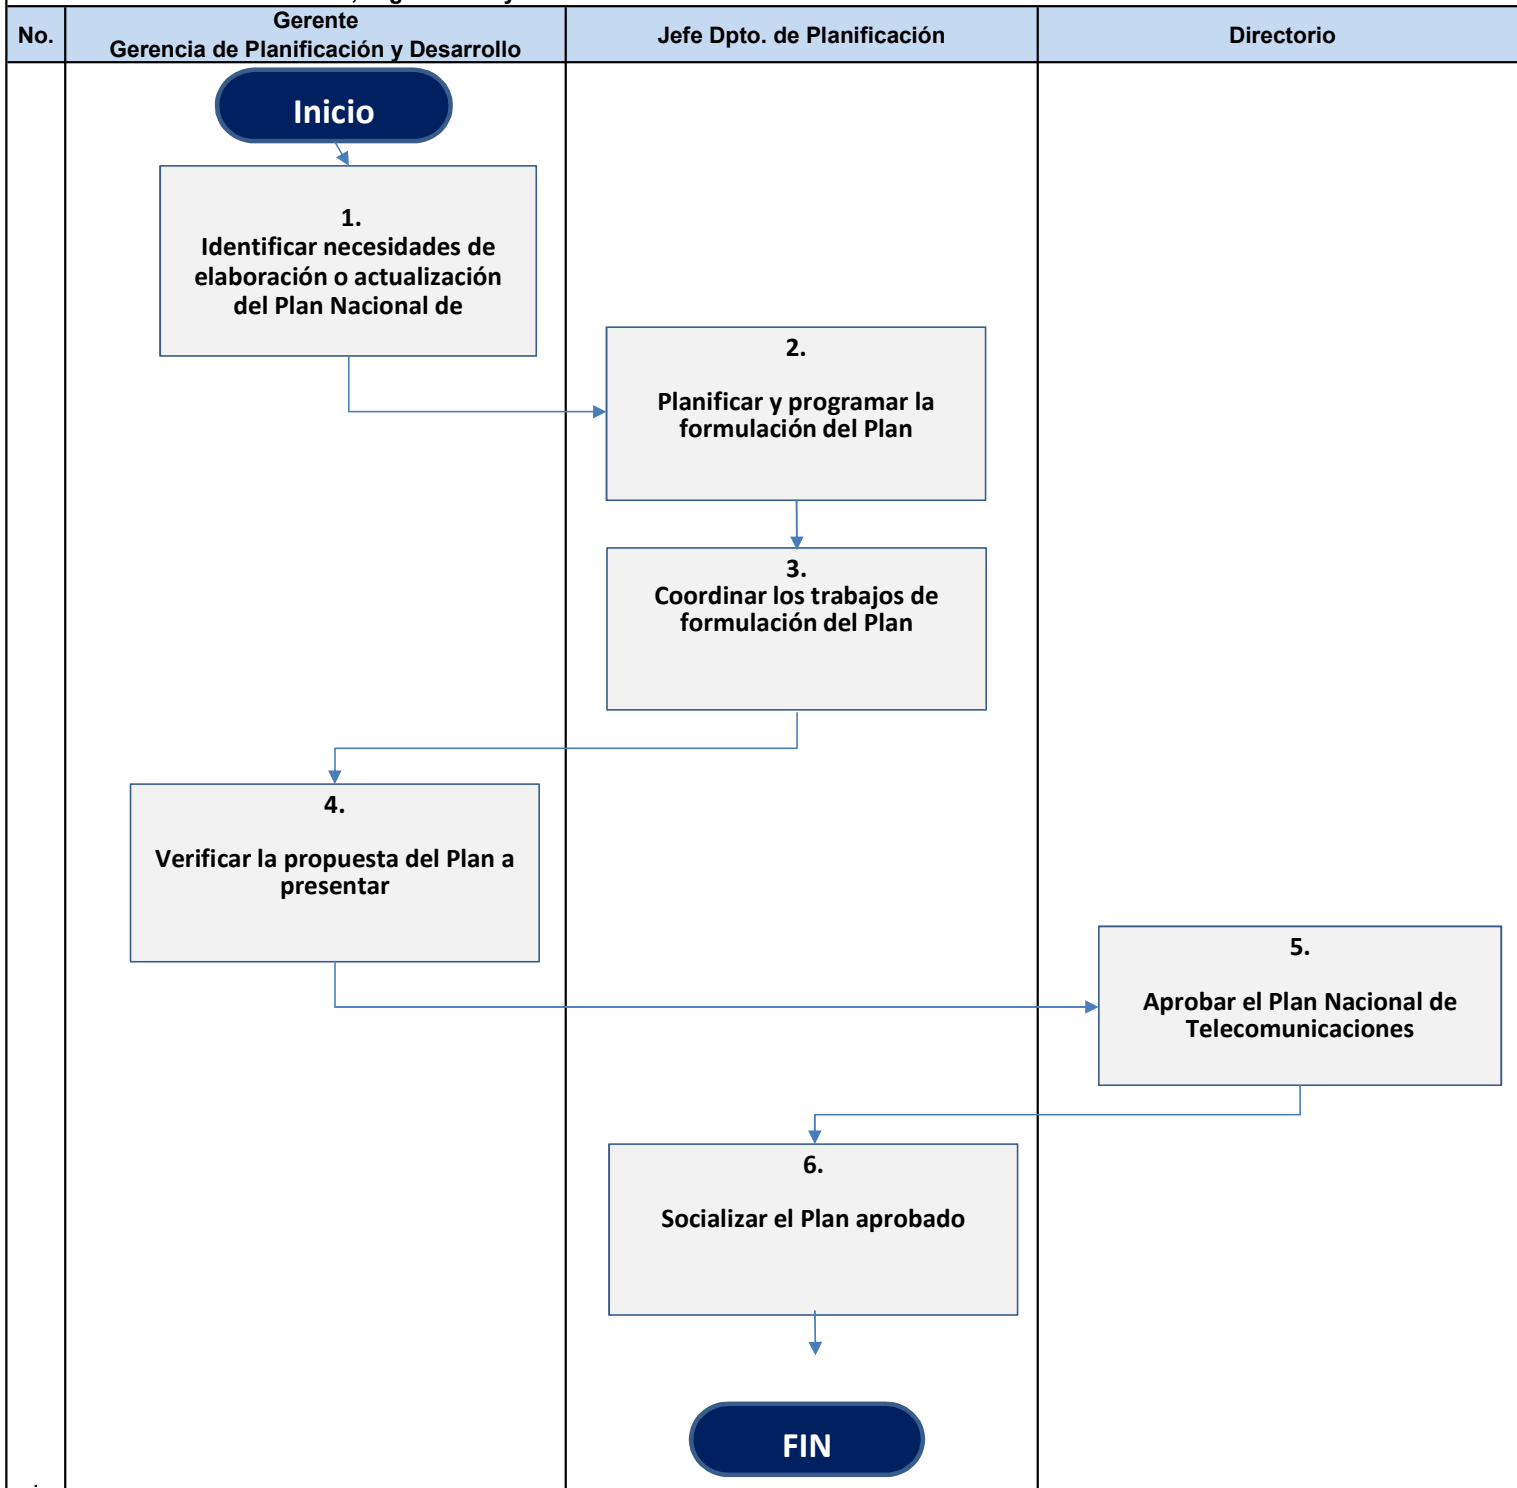 No.
Gerente
Gerencia de Planificación y Desarrollo
Jefe Dpto. de Planificación
Directorio
Inicio
1.
Identificar necesidades de
elaboración o actualización
del Plan Nacional de
2.
Planificar y programar la
formulación del Plan
3.
Coordinar los trabajos de
formulación del Plan
4.
Verificar la propuesta del Plan a
presentar
5.
Aprobar el Plan Nacional de
Telecomunicaciones
6.
Socializar el Plan aprobado
FIN